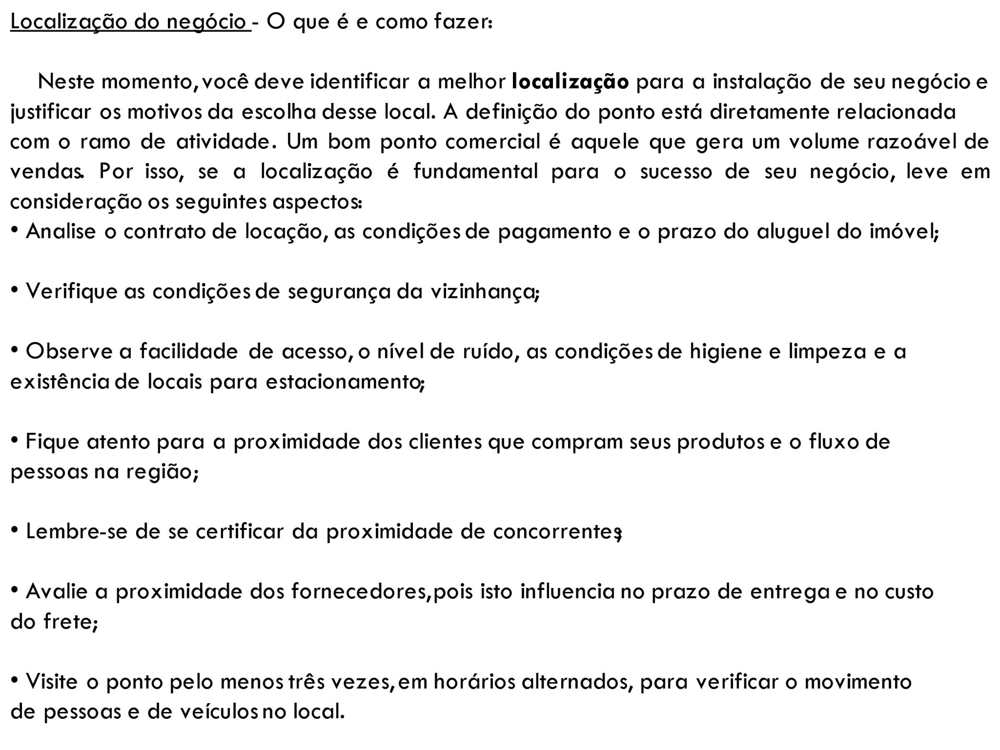 Localização do negócio - O que é e como fazer:
Neste momento, você deve identificar a melhor localização para a instalação de seu negócio e
justificar os motivos da escolha desse local. A definição do ponto está diretamente relacionada
com o ramo de atividade. Um bom ponto comercial é aquele que gera um volume razoável de
vendas. Por isso, se a localização é fundamental para o sucesso de seu negócio, leve em
consideração os seguintes aspectos:
• Analise o contrato de locação, as condições de pagamento e o prazo do aluguel do imóvel;
• Verifique as condições de segurança da vizinhança;
• Observe a facilidade de acesso, o nível de ruído, as condições de higiene e limpeza e a
existência de locais para estacionamento;
• Fique atento para a proximidade dos clientes que compram seus produtos e o fluxo de
pessoas na região;
• Lembre-se de se certificar da proximidade de concorrentes;
• Avalie a proximidade dos fornecedores, pois isto influencia no prazo de entrega e no custo
do frete;
• Visite o ponto pelo menos três vezes, em horários alternados, para verificar o movimento
de pessoas e de veículos no local.